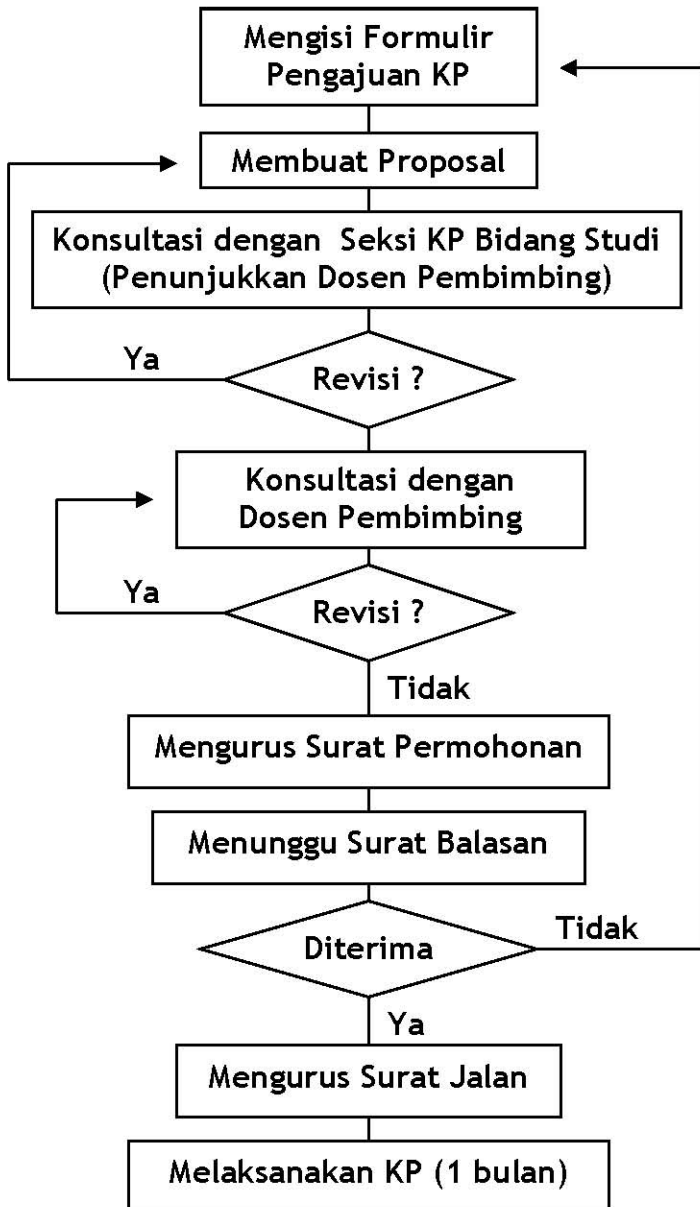 Mengisi Formulir
Pengajuan KP
Membuat Proposal
Konsultasi dengan Seksi KP Bidang Studi
(Penunjukkan Dosen Pembimbing)
Ya
Revisi ?
Konsultasi dengan
Dosen Pembimbing
Ya
Revisi ?
Tidak
Mengurus Surat Permohonan
Menunggu Surat Balasan
Diterima
Tidak
Ya
Mengurus Surat Jalan
Melaksanakan KP (1 bulan)